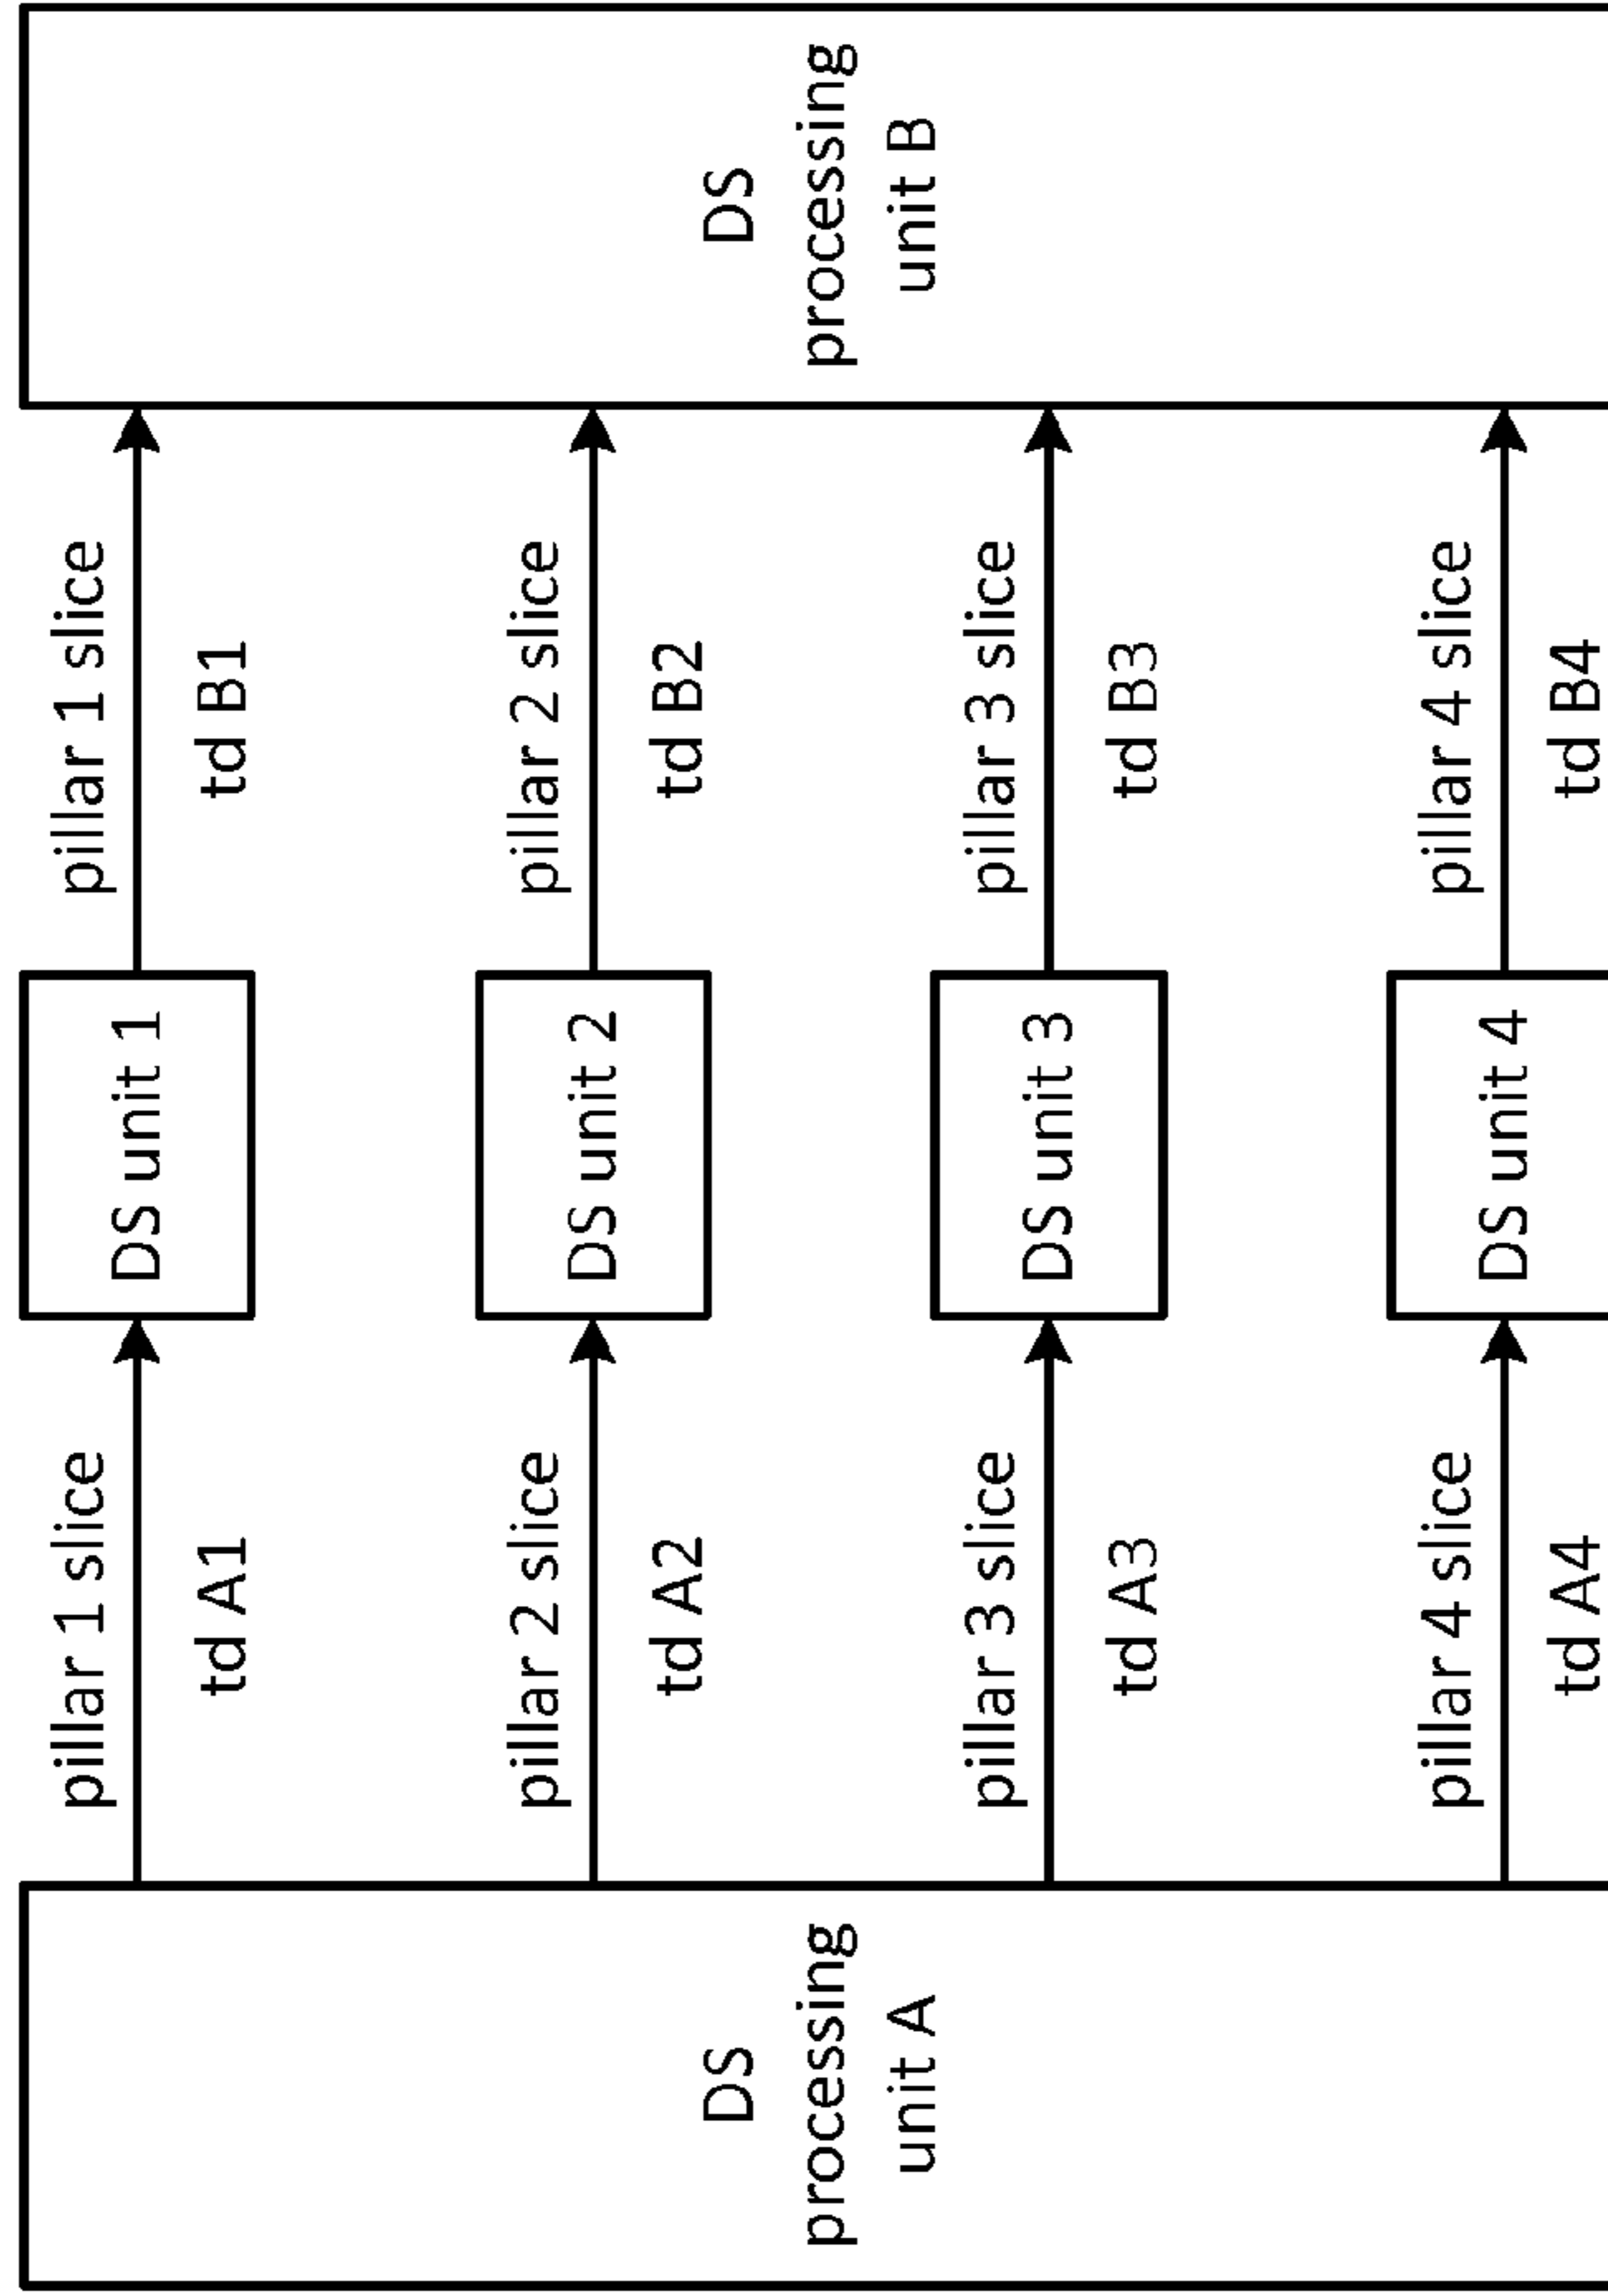 DS
processing
unit A
pillar 1 slice
td A1
DS unit 1
pillar 1 slice
td B1
pillar 2 slice
td A2
DS unit 2
pillar 2 slice
td B2
pillar 3 slice
td A3
DS unit 3
pillar 3 slice
td B3
pillar 4 slice
td A4
DS unit 4
pillar 4 slice
td B4
DS
processing
unit B